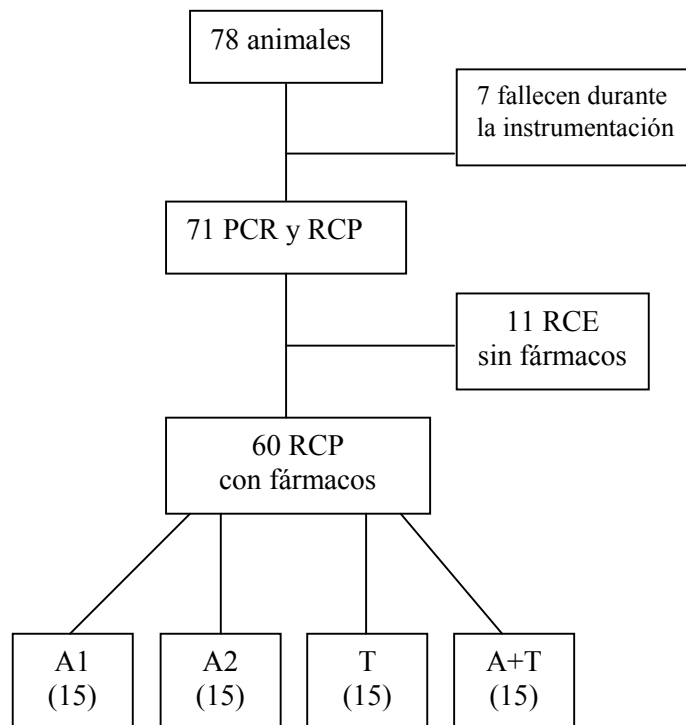 78 animales
7 fallecen durante
la instrumentación
71 PCR y RCP
11 RCE
sin fármacos
60 RCP
con fármacos
A1
(15)
A2
(15)
T
(15)
A+T
(15)